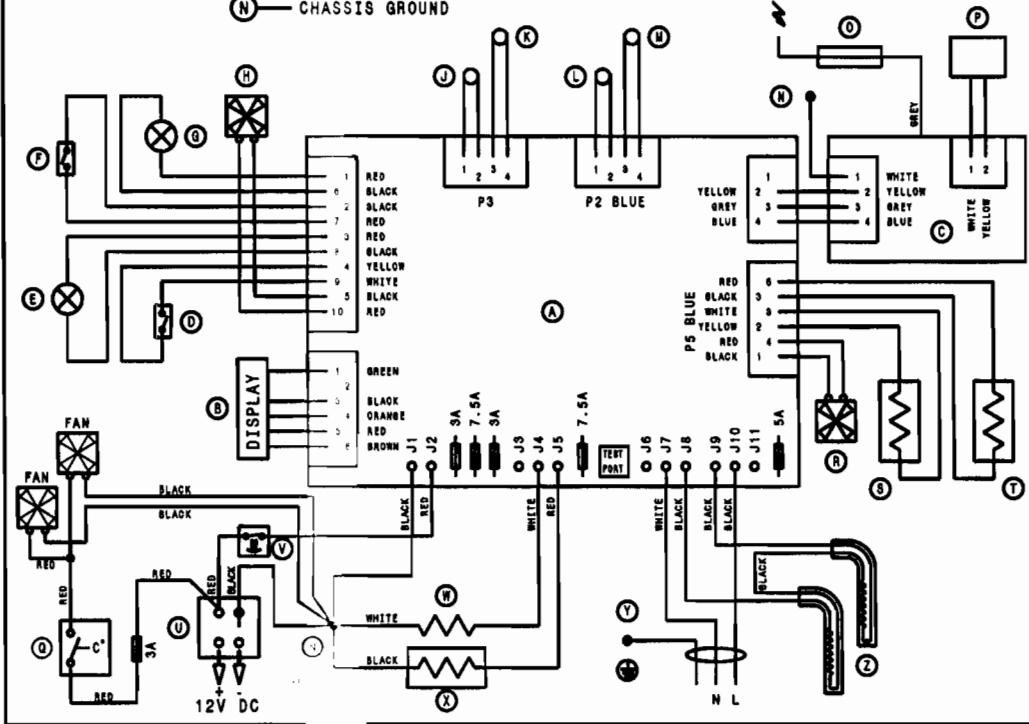 N CHASSIS GROUND
K
M
O
P
J
L
H
N
G
F
GREY
1 2 3 4
P3
1 2 3 4
P2 BLUE
1 2
WHITE
YELLOW
C
1 RED
6 BLACK
2 BLACK
7 RED
3 RED
8 BLACK
4 YELLOW
9 WHITE
5 BLACK
10 RED
1
YELLOW 2
GREY 3
BLUE 4
1 WHITE
2 YELLOW
3 GREY
4 BLUE
E
D
A
P5 BLUE
RED 6
BLACK 3
WHITE
YELLOW 2
RED 4
BLACK 1
B
DISPLAY
1 GREEN
2
3 BLACK
4 ORANGE
5 RED
6 BROWN
R
S
T
J1
J2
3A
7.5A
3A
J3
J4
J5
7.5A
TEST
PORT
J6
J7
J8
J9
J10
J11
5A
FAN
FAN
BLACK
BLACK
BLACK
RED
WHITE
RED
WHITE
BLACK
BLACK
BLACK
RED
RED
RED
RED
BLACK
V
U
Q
C°
3A
RED
12V DC
+ -
N
WHITE
W
BLACK
X
Y
N L
BLACK
Z